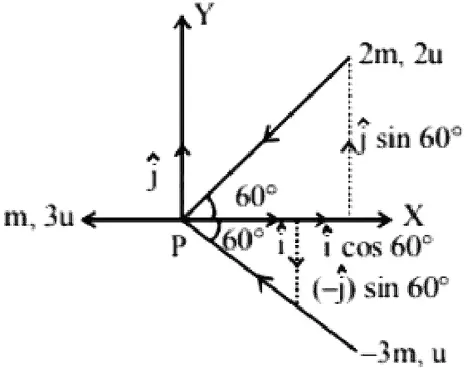 Y
2m, 2u
ĵ
ĵ sin 60°
60°
m, 3u
X
P
60°
î
î cos 60°
(–ĵ) sin 60°
–3m, u